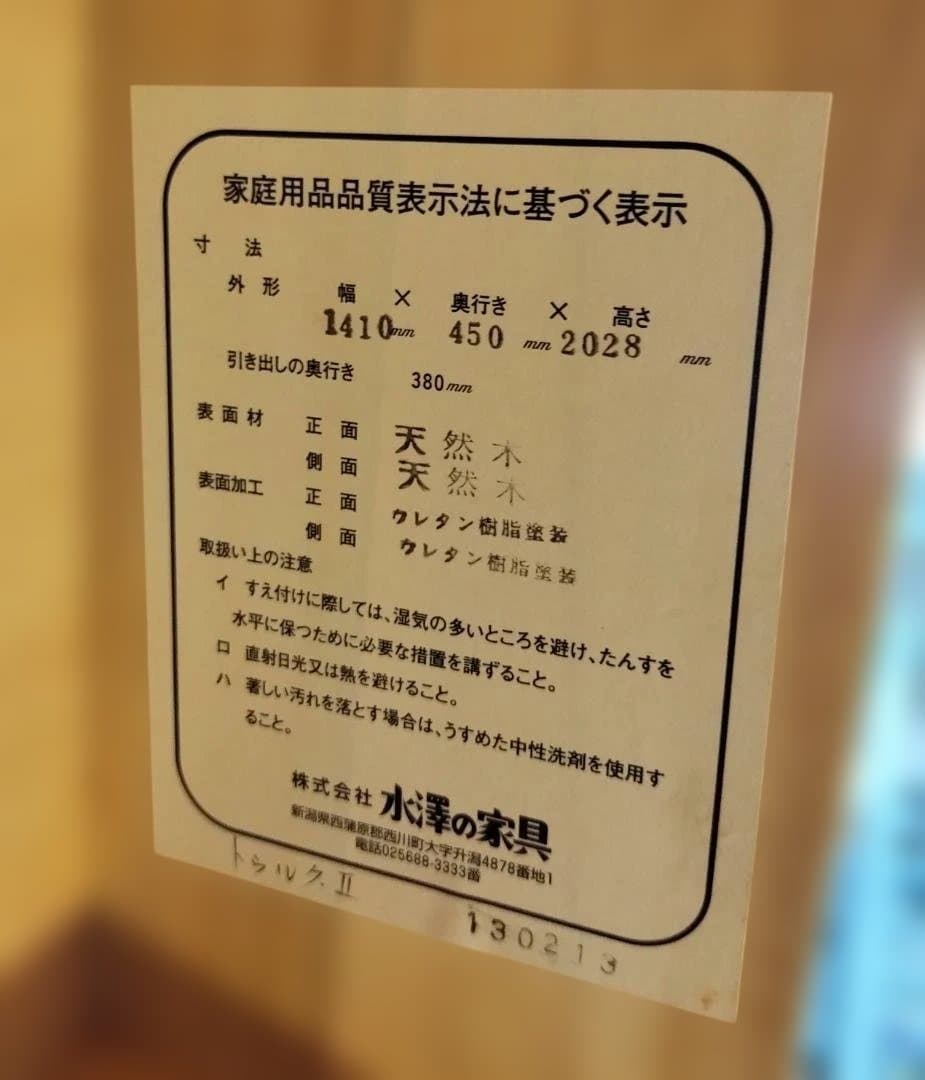 家庭用品品質表示法に基づく表示
寸 法
外 形 幅 × 奥行き × 高さ
1410mm 450 mm 2028 mm
引き出しの奥行き 380mm
表面材 正 面 天然木
側 面 天然木
表面加工 正 面 ウレタン樹脂塗装
側 面 ウレタン樹脂塗装
取扱い上の注意
イ すえ付けに際しては、湿気の多いところを避け、たんすを
水平に保つために必要な措置を講ずること。
ロ 直射日光又は熱を避けること。
ハ 著しい汚れを落とす場合は、うすめた中性洗剤を使用す
ること。
株式会社 水澤の家具
新潟県西蒲原郡西川町大字升潟4878番地1
電話025688-3333番
トゥルクⅡ
130213